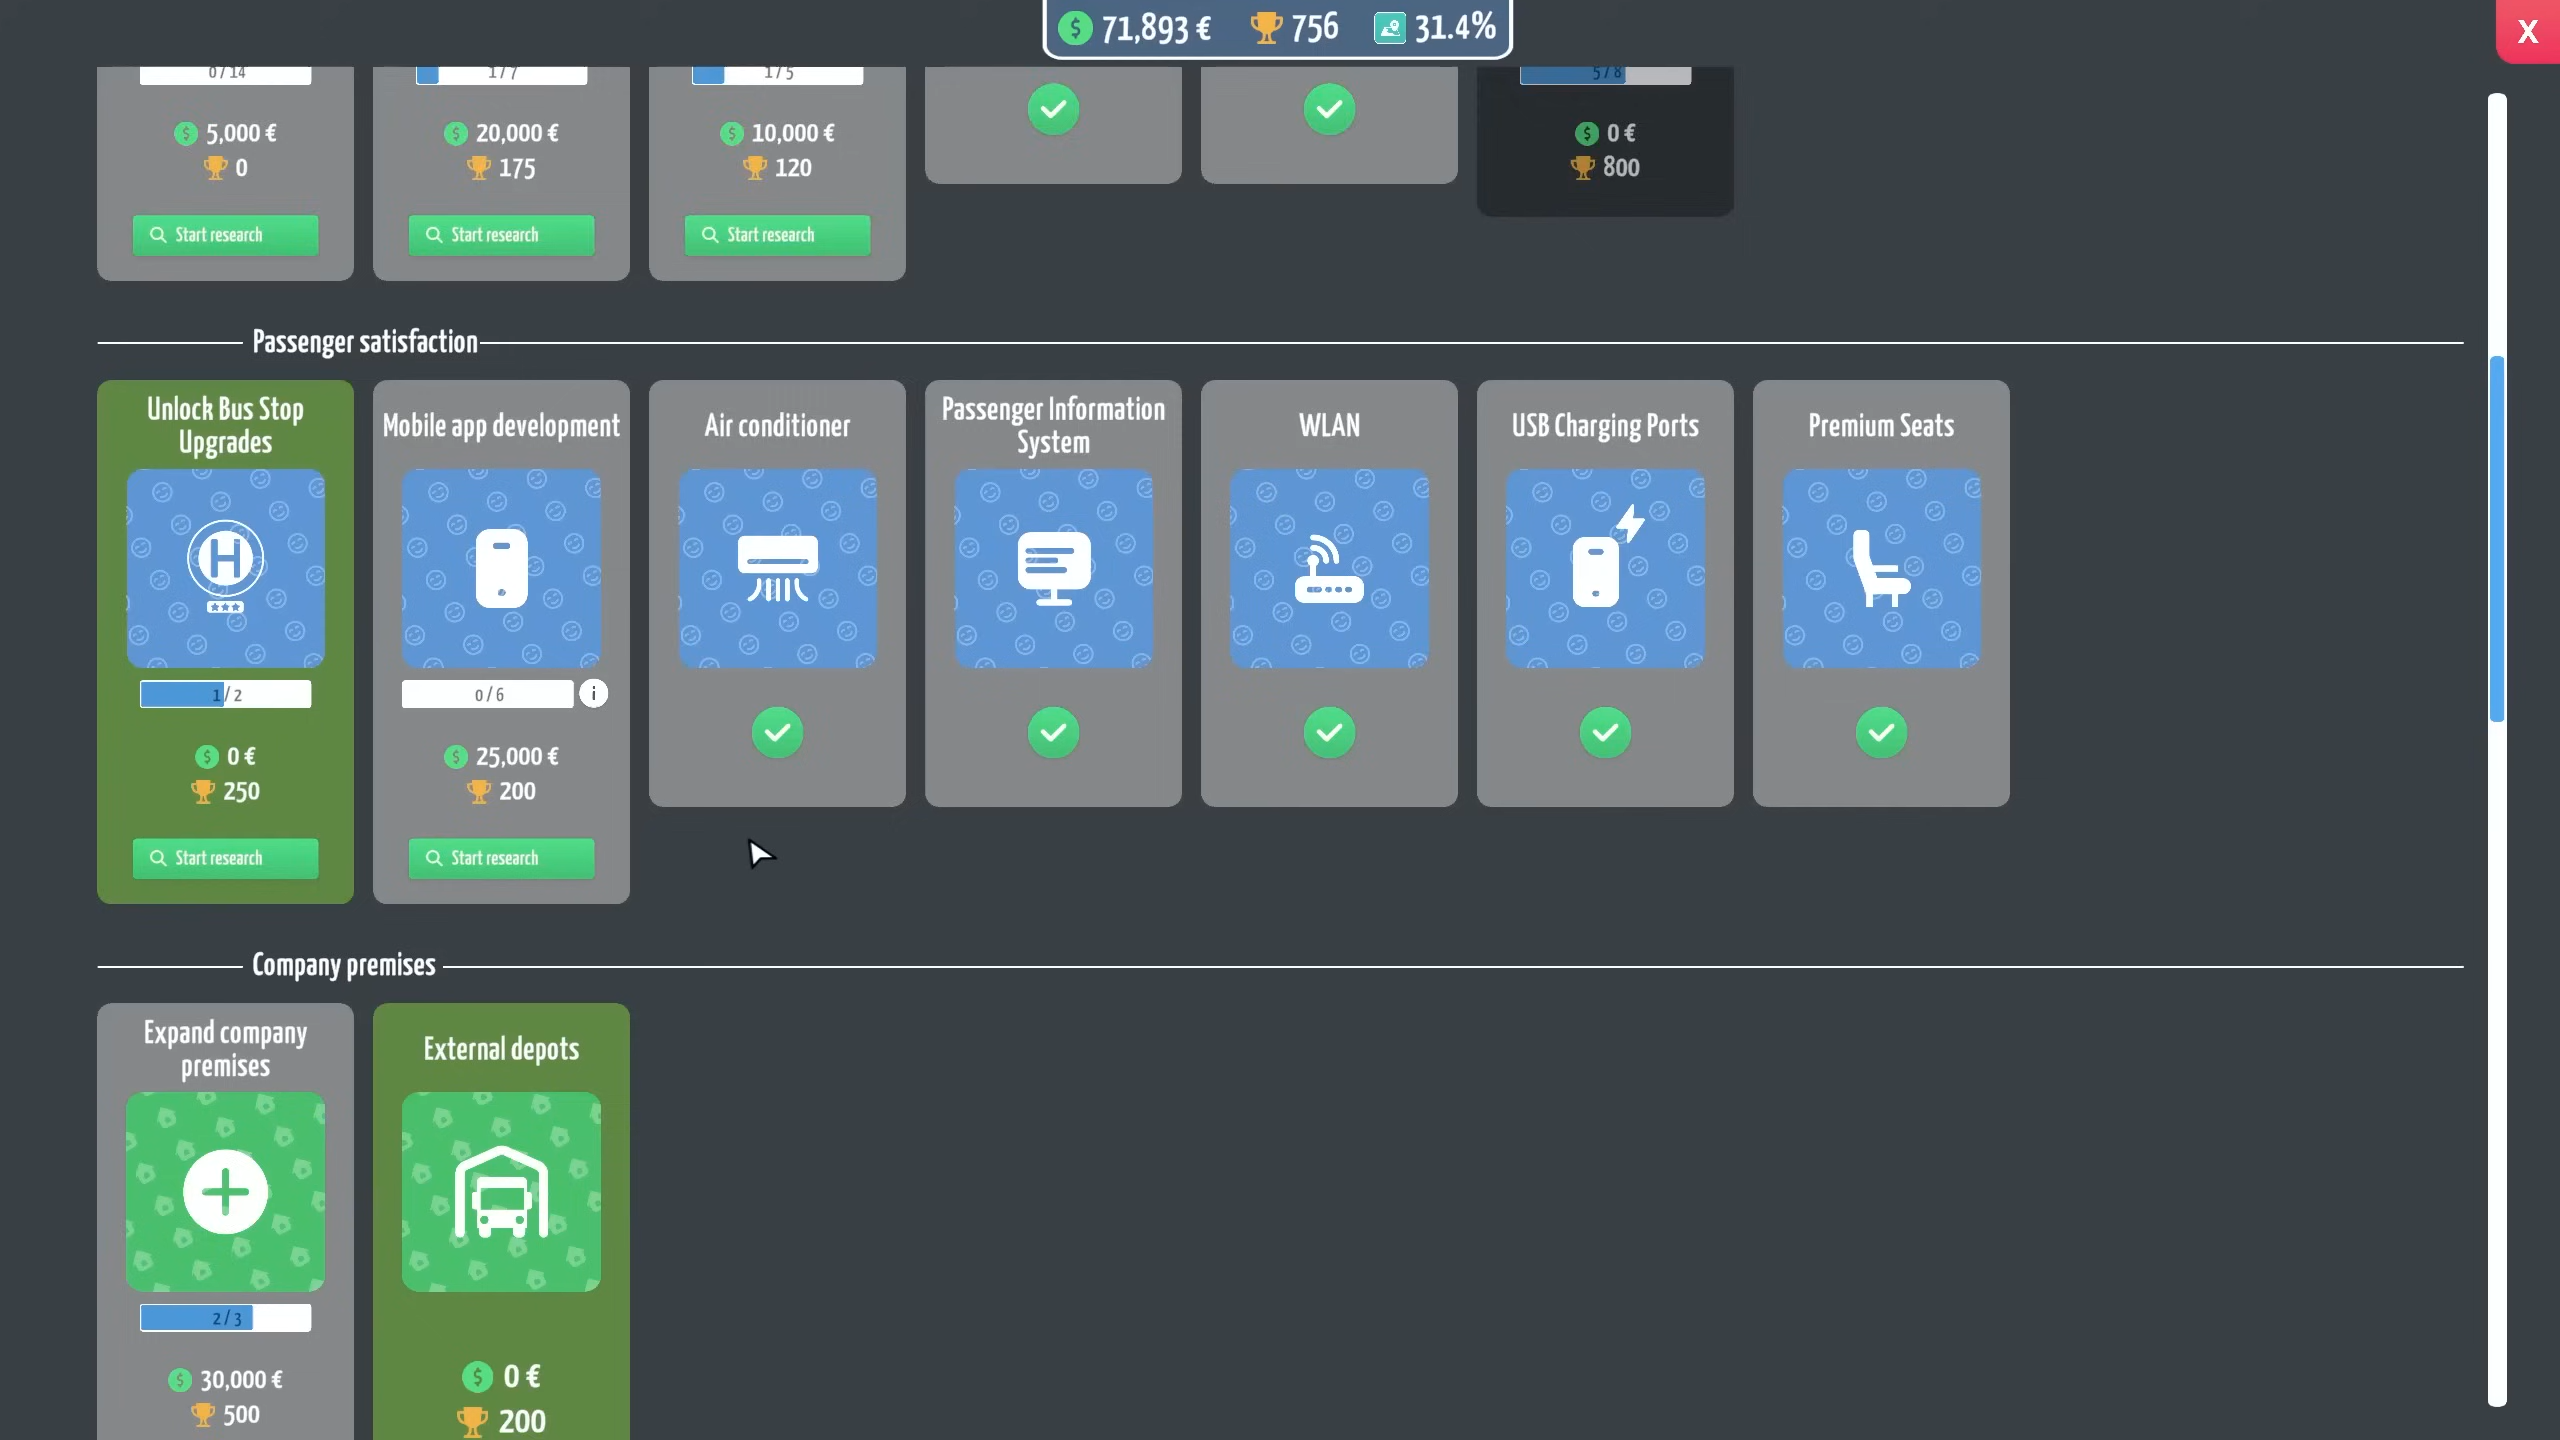 71,893 €
756
31.4%
X
0 / 14
1 / 7
1 / 5
5 / 8
5,000 €
0
20,000 €
175
10,000 €
120
0 €
800
Start research
Start research
Start research
Passenger satisfaction
Unlock Bus Stop
Upgrades
Mobile app development
Air conditioner
Passenger Information
System
WLAN
USB Charging Ports
Premium Seats
H
1 / 2
0 / 6
i
0 €
250
25,000 €
200
Start research
Start research
Company premises
Expand company
premises
External depots
2 / 3
30,000 €
500
0 €
200